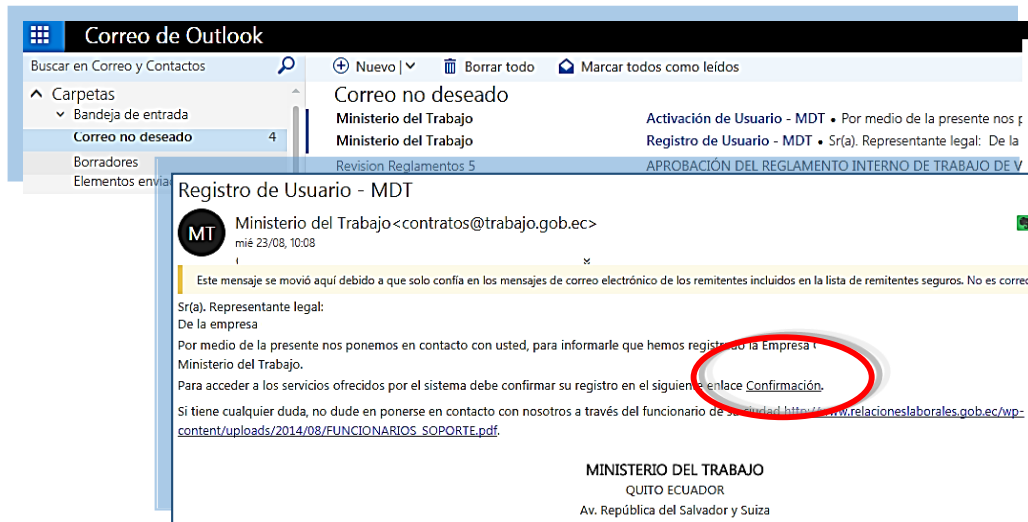 Correo de Outlook
Buscar en Correo y Contactos
Nuevo | Borrar todo Marcar todos como leídos
Carpetas
Bandeja de entrada
Correo no deseado 4
Borradores
Elementos envia
Correo no deseado
Ministerio del Trabajo Activación de Usuario - MDT • Por medio de la presente nos p
Ministerio del Trabajo Registro de Usuario - MDT • Sr(a). Representante legal: De la
Revision Reglamentos 5 APROBACIÓN DEL REGLAMENTO INTERNO DE TRABAJO DE V
Registro de Usuario - MDT
MT
Ministerio del Trabajo<contratos@trabajo.gob.ec>
mié 23/08, 10:08
Este mensaje se movió aquí debido a que solo confía en los mensajes de correo electrónico de los remitentes incluidos en la lista de remitentes seguros. No es correo
Sr(a). Representante legal:
De la empresa
Por medio de la presente nos ponemos en contacto con usted, para informarle que hemos registrado la Empresa
Ministerio del Trabajo.
Para acceder a los servicios ofrecidos por el sistema debe confirmar su registro en el siguiente enlace Confirmación.
Si tiene cualquier duda, no dude en ponerse en contacto con nosotros a través del funcionario de su ciudad http://www.relacioneslaborales.gob.ec/wp-
content/uploads/2014/08/FUNCIONARIOS_SOPORTE.pdf.
MINISTERIO DEL TRABAJO
QUITO ECUADOR
Av. República del Salvador y Suiza